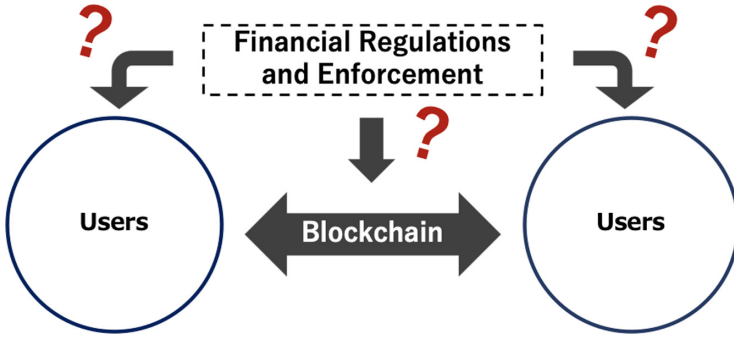 ?
?
Financial Regulations
and Enforcement
?
Users
Blockchain
Users